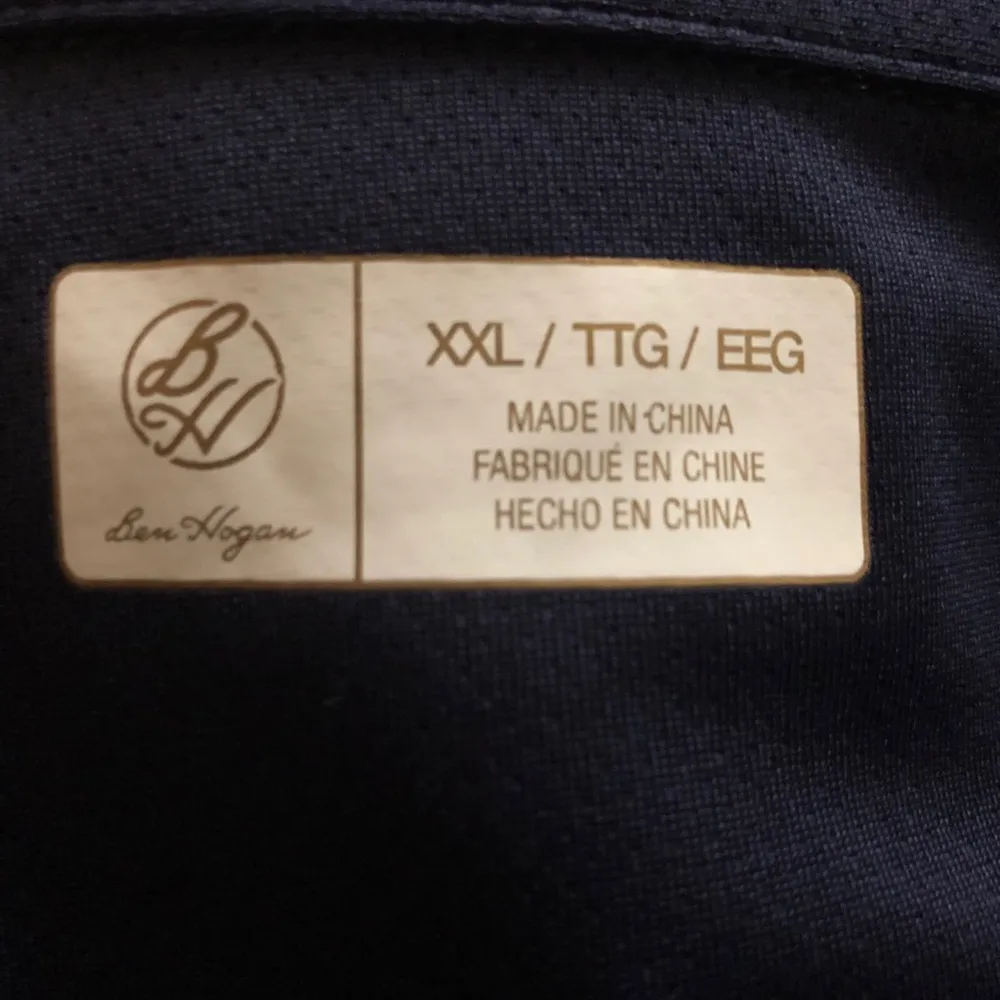 BH
Ben Hogan
XXL / TTG / EEG
MADE IN CHINA
FABRIQUÉ EN CHINE
HECHO EN CHINA